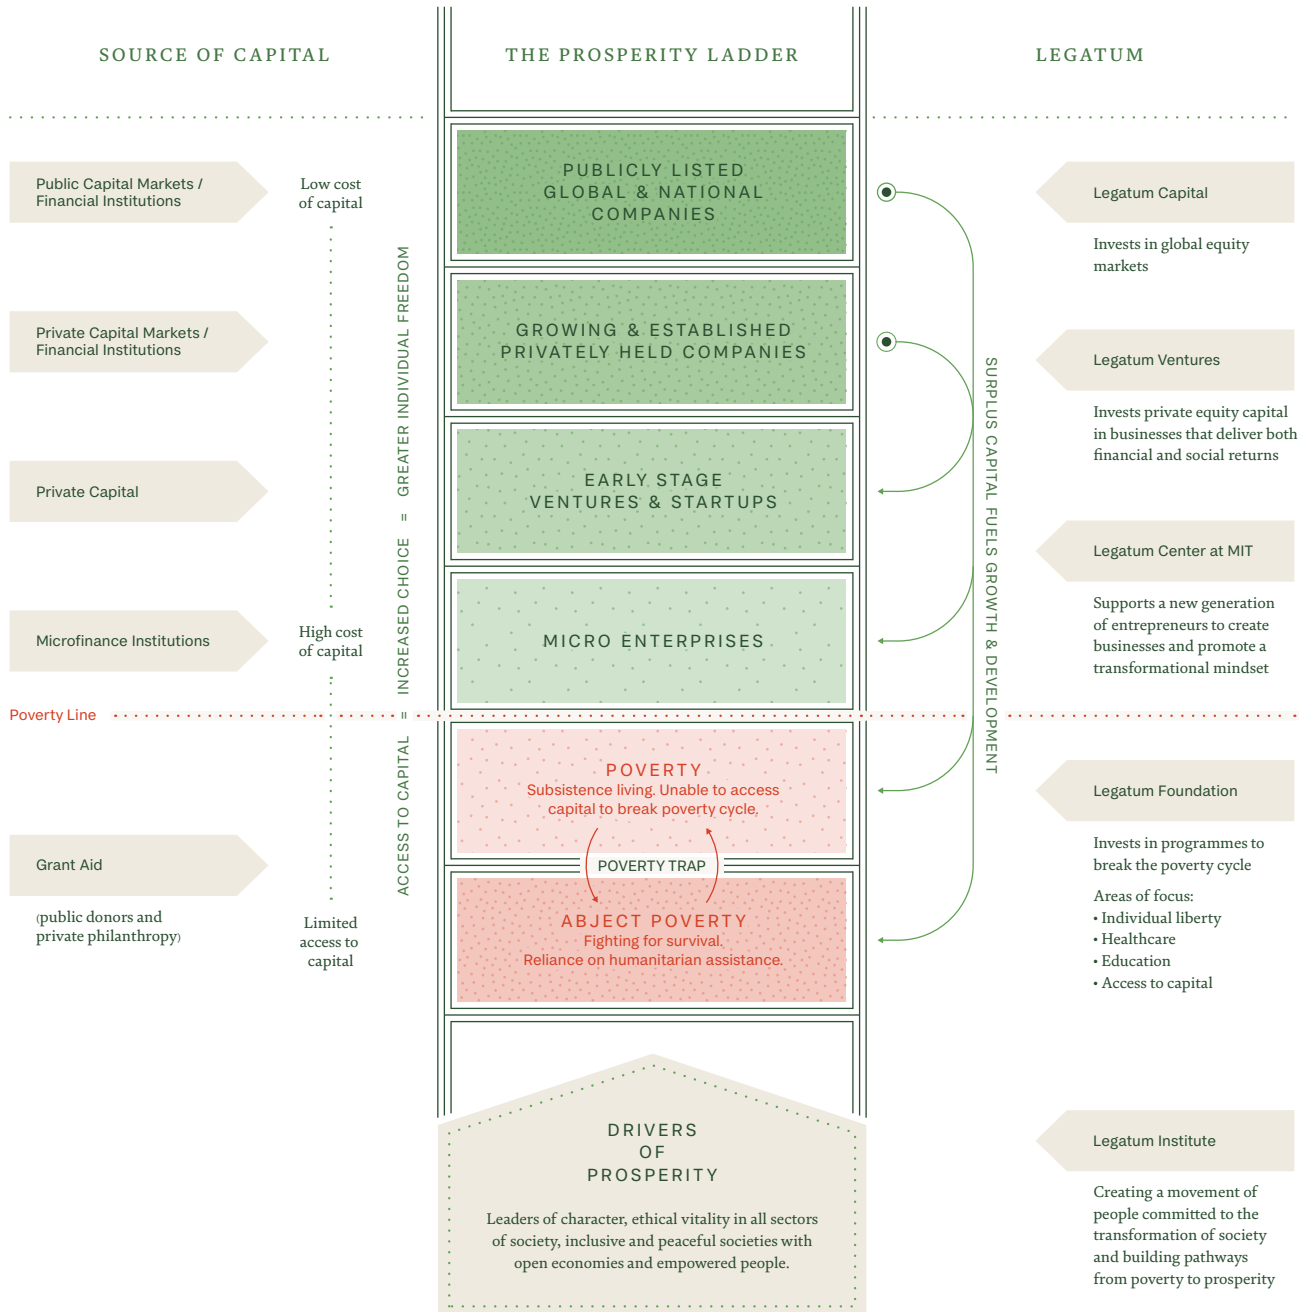 SOURCE OF CAPITAL
THE PROSPERITY LADDER
LEGATUM
Public Capital Markets /
Financial Institutions
Low cost
of capital
Private Capital Markets /
Financial Institutions
Private Capital
Microfinance Institutions
High cost
of capital
Poverty Line
Grant Aid
(public donors and
private philanthropy)
Limited
access to
capital
ACCESS TO CAPITAL = INCREASED CHOICE = GREATER INDIVIDUAL FREEDOM
PUBLICLY LISTED
GLOBAL & NATIONAL
COMPANIES
GROWING & ESTABLISHED
PRIVATELY HELD COMPANIES
EARLY STAGE
VENTURES & STARTUPS
MICRO ENTERPRISES
POVERTY
Subsistence living. Unable to access
capital to break poverty cycle.
POVERTY TRAP
ABJECT POVERTY
Fighting for survival.
Reliance on humanitarian assistance.
DRIVERS
OF
PROSPERITY
Leaders of character, ethical vitality in all sectors
of society, inclusive and peaceful societies with
open economies and empowered people.
SURPLUS CAPITAL FUELS GROWTH & DEVELOPMENT
Legatum Capital
Invests in global equity
markets
Legatum Ventures
Invests private equity capital
in businesses that deliver both
financial and social returns
Legatum Center at MIT
Supports a new generation
of entrepreneurs to create
businesses and promote a
transformational mindset
Legatum Foundation
Invests in programmes to
break the poverty cycle
Areas of focus:
• Individual liberty
• Healthcare
• Education
• Access to capital
Legatum Institute
Creating a movement of
people committed to the
transformation of society
and building pathways
from poverty to prosperity